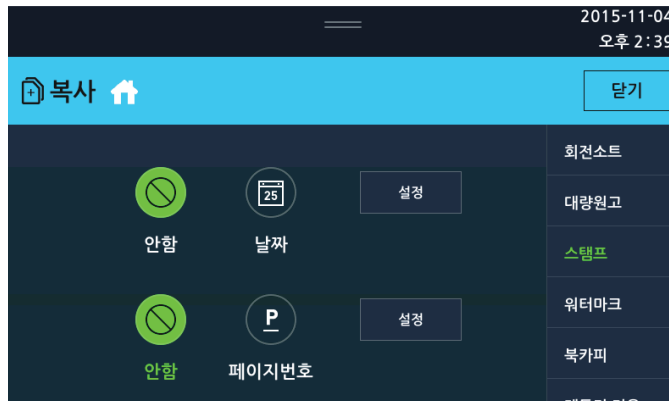 2015-11-04
오후 2:39
복사
닫기
회전소트
25
설정
대량원고
안함
날짜
스탬프
워터마크
P
설정
북카피
안함
페이지번호